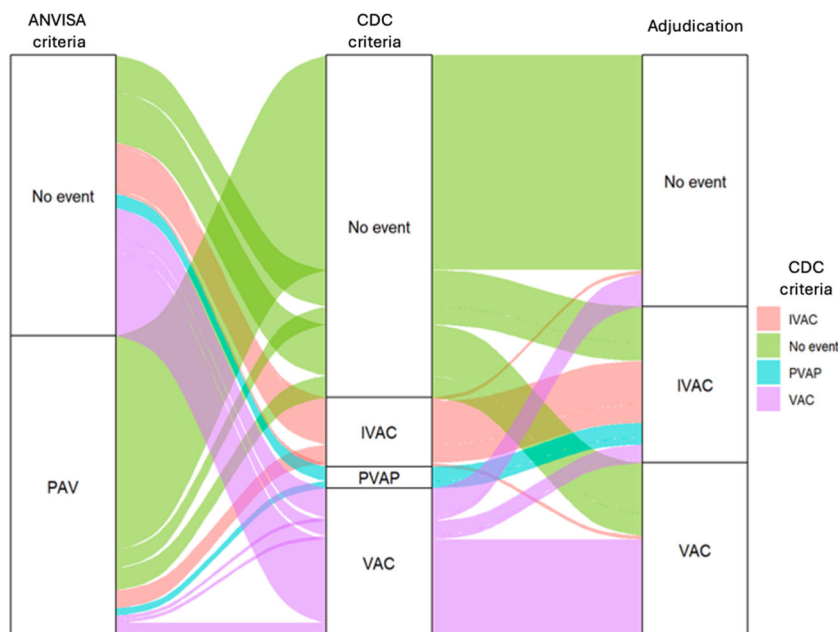 ANVISA
criteria
CDC
criteria
Adjudication
No event
PAV
No event
IVAC
PVAP
VAC
No event
IVAC
VAC
CDC
criteria
IVAC
No event
PVAP
VAC